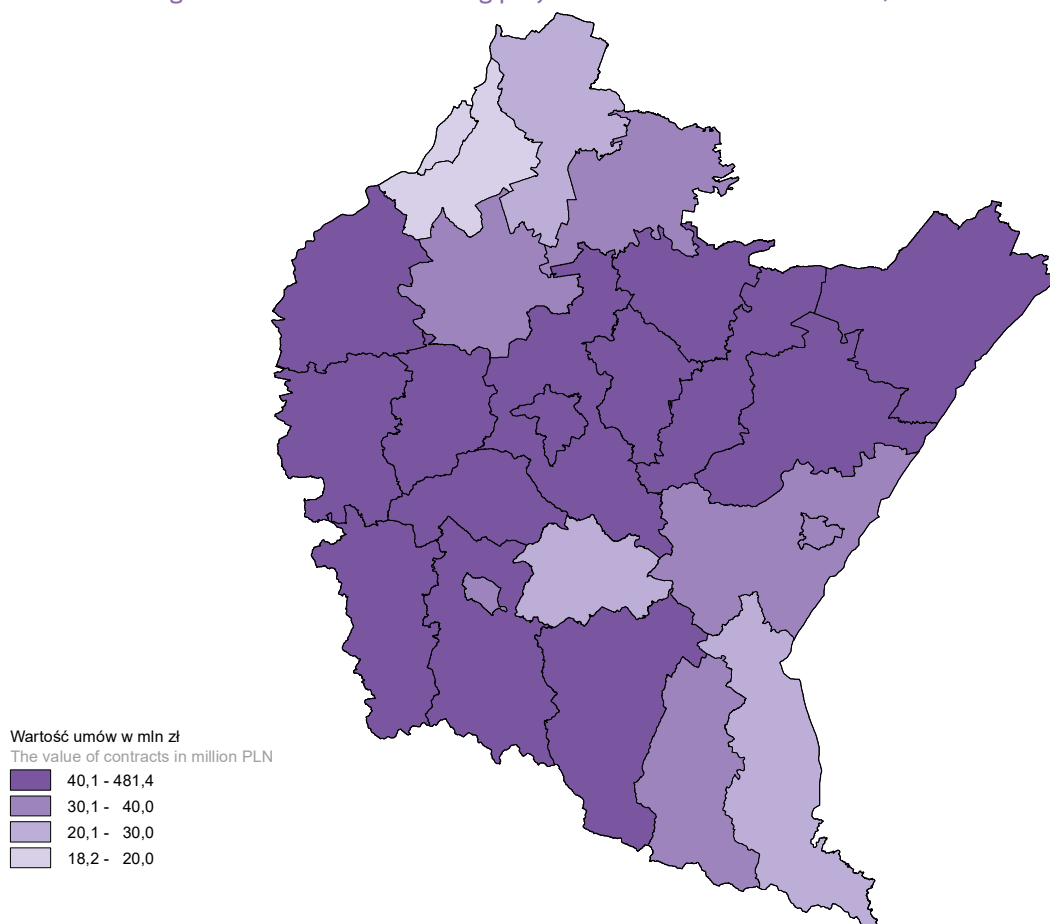 Wartość umów w mln zł
The value of contracts in million PLN
40,1 - 481,4
30,1 - 40,0
20,1 - 30,0
18,2 - 20,0